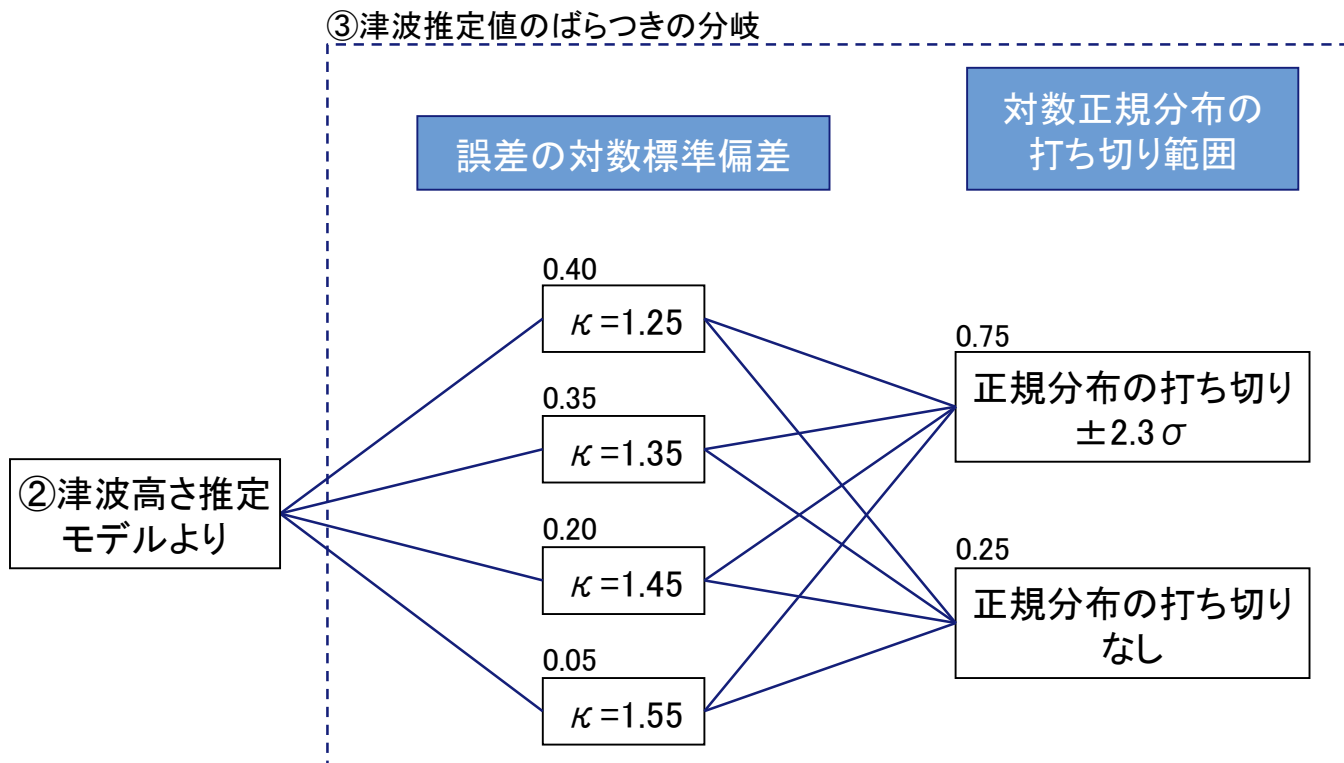 ③津波推定値のばらつきの分岐
誤差の対数標準偏差
対数正規分布の
打ち切り範囲
②津波高さ推定
モデルより
0.40
κ=1.25
0.35
κ=1.35
0.20
κ=1.45
0.05
κ=1.55
0.75
正規分布の打ち切り
±2.3σ
0.25
正規分布の打ち切り
なし